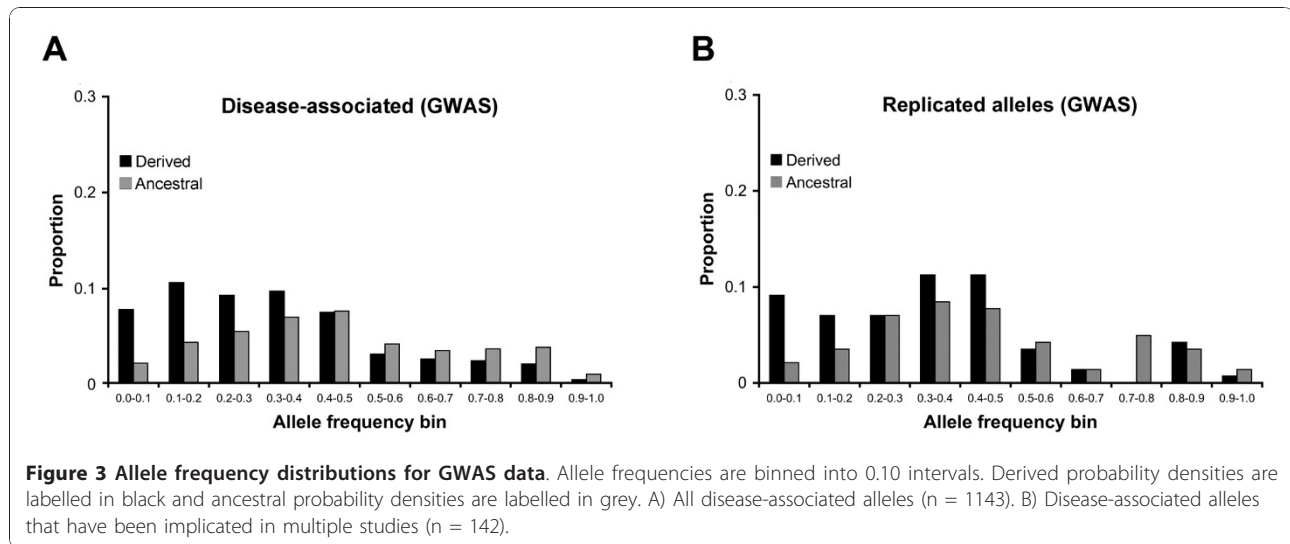 A
Disease-associated (GWAS)
Derived
Ancestral
Proportion
0.3
0.2
0.1
0
0.0-0.1 0.1-0.2 0.2-0.3 0.3-0.4 0.4-0.5 0.5-0.6 0.6-0.7 0.7-0.8 0.8-0.9 0.9-1.0
Allele frequency bin
B
Replicated alleles (GWAS)
Derived
Ancestral
Proportion
0.3
0.2
0.1
0
0.0-0.1 0.1-0.2 0.2-0.3 0.3-0.4 0.4-0.5 0.5-0.6 0.6-0.7 0.7-0.8 0.8-0.9 0.9-1.0
Allele frequency bin
Figure 3 Allele frequency distributions for GWAS data. Allele frequencies are binned into 0.10 intervals. Derived probability densities are
labelled in black and ancestral probability densities are labelled in grey. A) All disease-associated alleles (n = 1143). B) Disease-associated alleles
that have been implicated in multiple studies (n = 142).